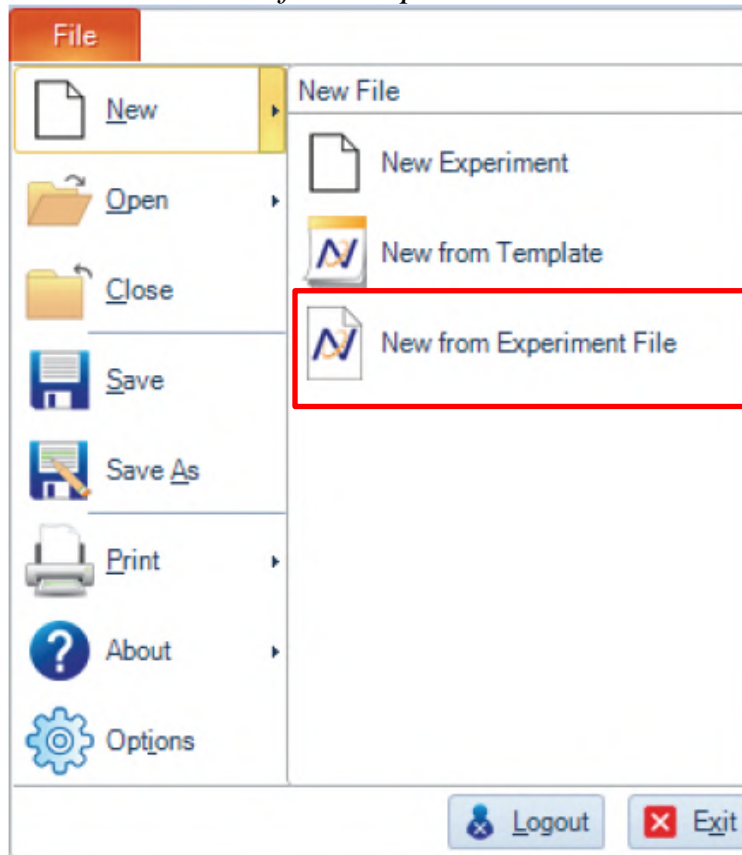 File
New
Open
Close
Save
Save As
Print
About
Options
New File
New Experiment
New from Template
New from Experiment File
Logout
Exit